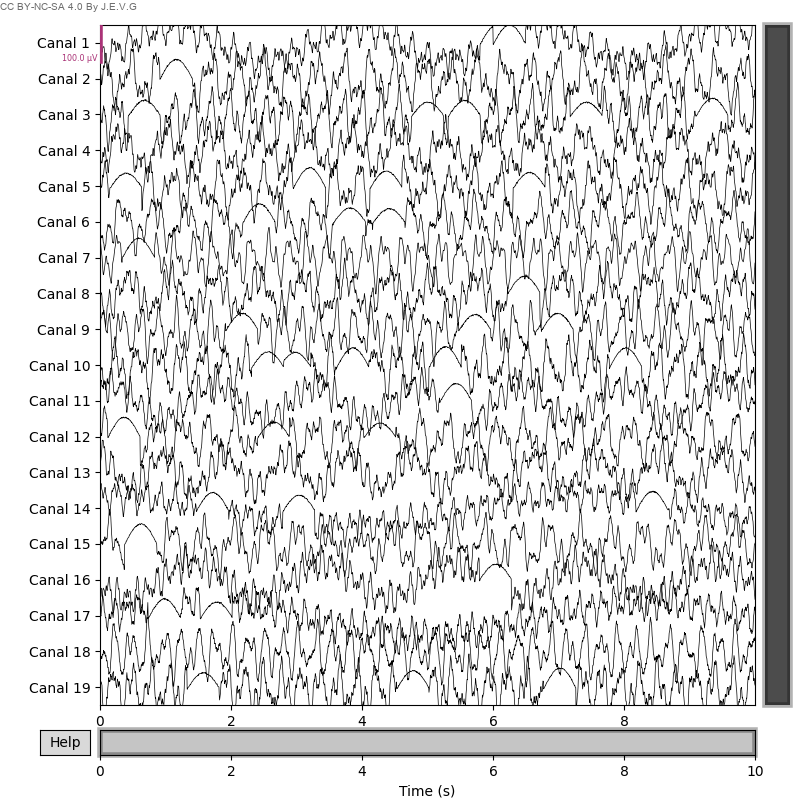 CC BY-NC-SA 4.0 By J.E.V.G
Canal 1
100.0 µV
Canal 2
Canal 3
Canal 4
Canal 5
Canal 6
Canal 7
Canal 8
Canal 9
Canal 10
Canal 11
Canal 12
Canal 13
Canal 14
Canal 15
Canal 16
Canal 17
Canal 18
Canal 19
0 2 4 6 8
Help
0 2 4 6 8 10
Time (s)